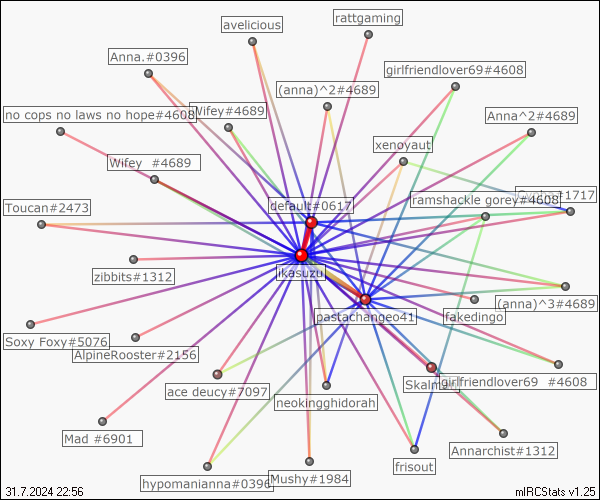 rattgaming
avelicious
Anna.#0396
girlfriendlover69#4608
(anna)^2#4689
no cops no laws no hope#4608
Wifey#4689
Anna^2#4689
xenoyaut
Wifey  #4689
default#0617
ramshackle gorey#4608
#1717
Toucan#2473
ikasuzu
zibbits#1312
(anna)^3#4689
pastachangeo41
fakedingo
Soxy Foxy#5076
AlpineRooster#2156
girlfriendlover69  #4608
ace deucy#7097
neokingghidorah
Mad #6901
Annarchist#1312
frisout
hypomanianna#0396
Mushy#1984
31.7.2024 22:56
mIRCStats v1.25